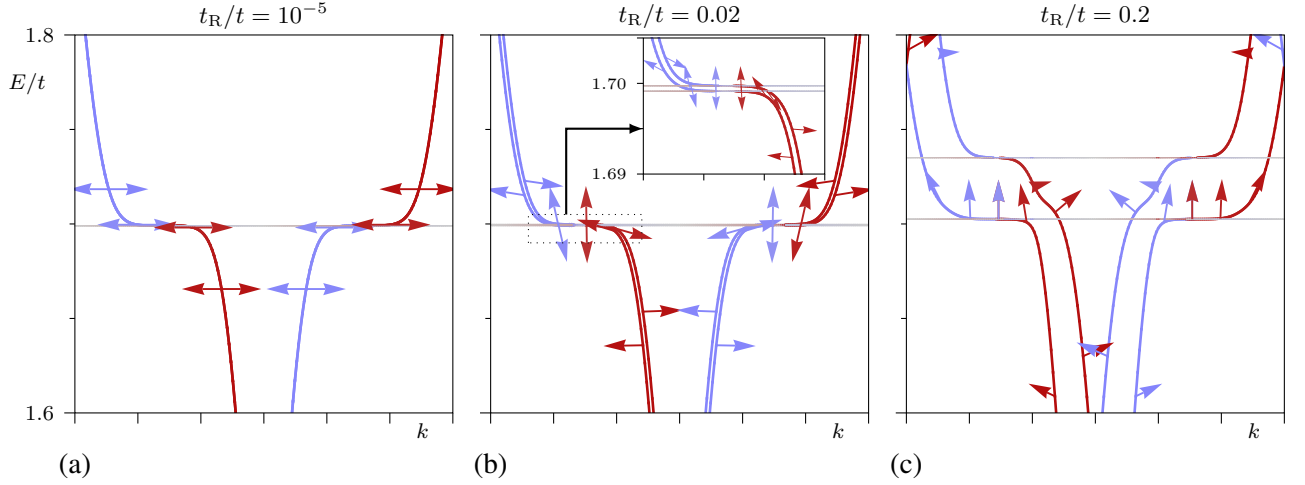 t_R/t = 10^{-5}
t_R/t = 0.02
t_R/t = 0.2
1.8
E/t
1.6
k
1.70
1.69
k
k
(a)
(b)
(c)